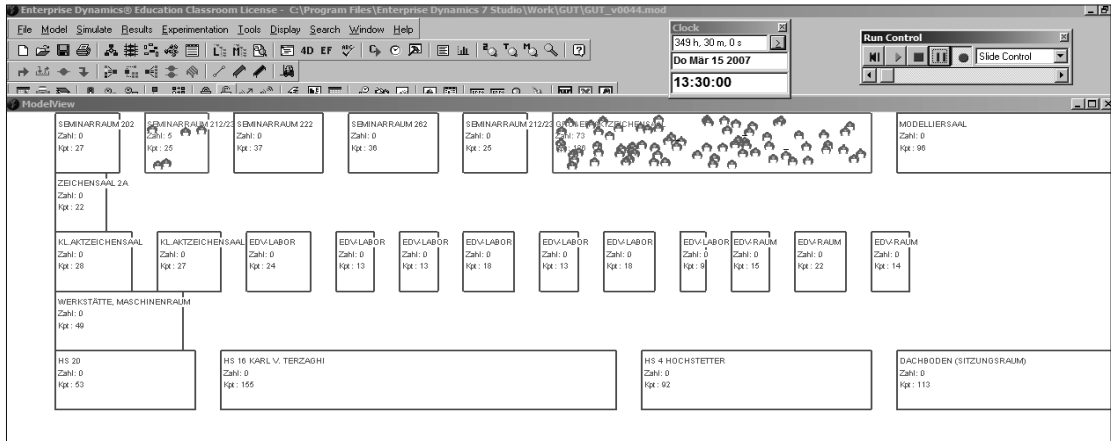 Enterprise Dynamics® Education Classroom License - C:\Program Files\Enterprise Dynamics 7 Studio\Work\GUT\GUT_v0044.mod
File Model Simulate Results Experimentation Tools Display Search Window Help
4D EF
Clock
349 h, 30 m, 0 s
Do Mär 15 2007
13:30:00
Run Control
Slide Control
ModelView
SEMINARRAUM 202
Zahl: 0
Kpt : 27
SEMINARRAUM 212/23
Zahl: 5
Kpt : 25
SEMINARRAUM 222
Zahl: 0
Kpt : 37
SEMINARRAUM 262
Zahl: 0
Kpt : 36
SEMINARRAUM 212/23
Zahl: 0
Kpt : 25
Zahl: 73
MODELLIERSAAL
Zahl: 0
Kpt : 96
ZEICHENSAAL 2A
Zahl: 0
Kpt : 22
KL.AKTZEICHENSAAL
Zahl: 0
Kpt : 28
KL.AKTZEICHENSAAL
Zahl: 0
Kpt : 27
EDV-LABOR
Zahl: 0
Kpt : 24
EDV-LABOR
Zahl: 0
Kpt : 13
EDV-LABOR
Zahl: 0
Kpt : 13
EDV-LABOR
Zahl: 0
Kpt : 18
EDV-LABOR
Zahl: 0
Kpt : 13
EDV-LABOR
Zahl: 0
Kpt : 18
EDV-LABOR
Zahl: 0
Kpt : 9
EDV-RAUM
Zahl: 0
Kpt : 15
EDV-RAUM
Zahl: 0
Kpt : 22
EDV-RAUM
Zahl: 0
Kpt : 14
WERKSTÄTTE, MASCHINENRAUM
Zahl: 0
Kpt : 49
HS 20
Zahl: 0
Kpt : 53
HS 16 KARL V. TERZAGHI
Zahl: 0
Kpt : 155
HS 4 HOCHSTETTER
Zahl: 0
Kpt : 92
DACHBODEN (SITZUNGSRAUM)
Zahl: 0
Kpt : 113